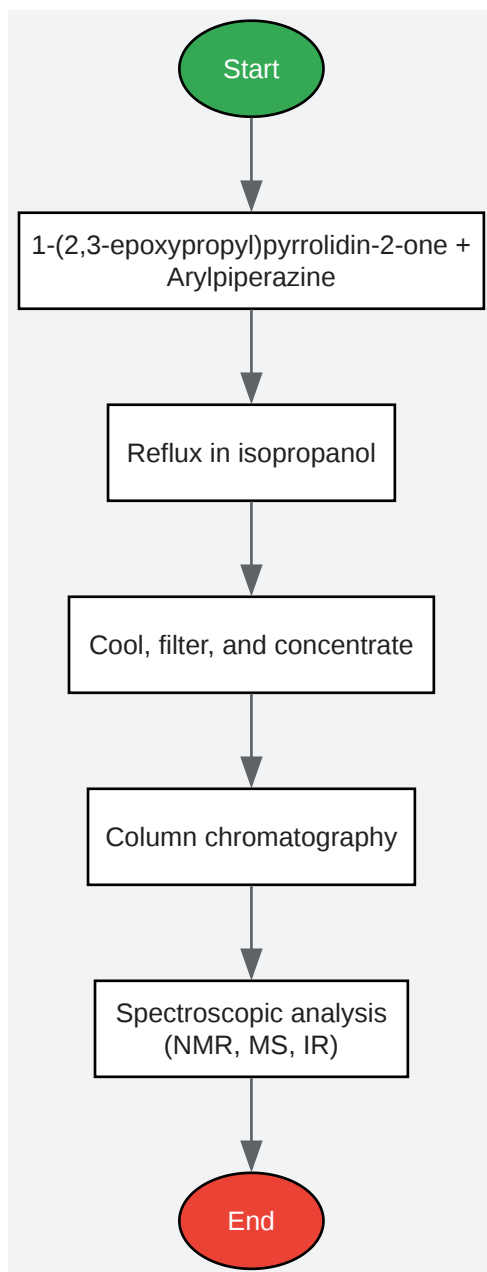 Start
1-(2,3-epoxypropyl)pyrrolidin-2-one +
Arylpiperazine
Reflux in isopropanol
Cool, filter, and concentrate
Column chromatography
Spectroscopic analysis
(NMR, MS, IR)
End